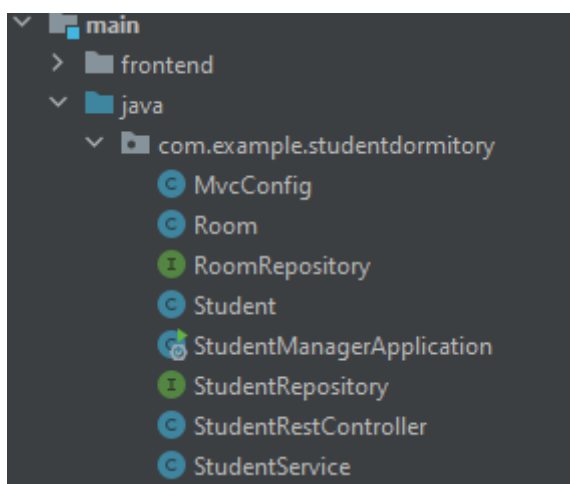 main
frontend
java
com.example.studentdormitory
C MvcConfig
C Room
I RoomRepository
C Student
StudentManagerApplication
I StudentRepository
C StudentRestController
C StudentService